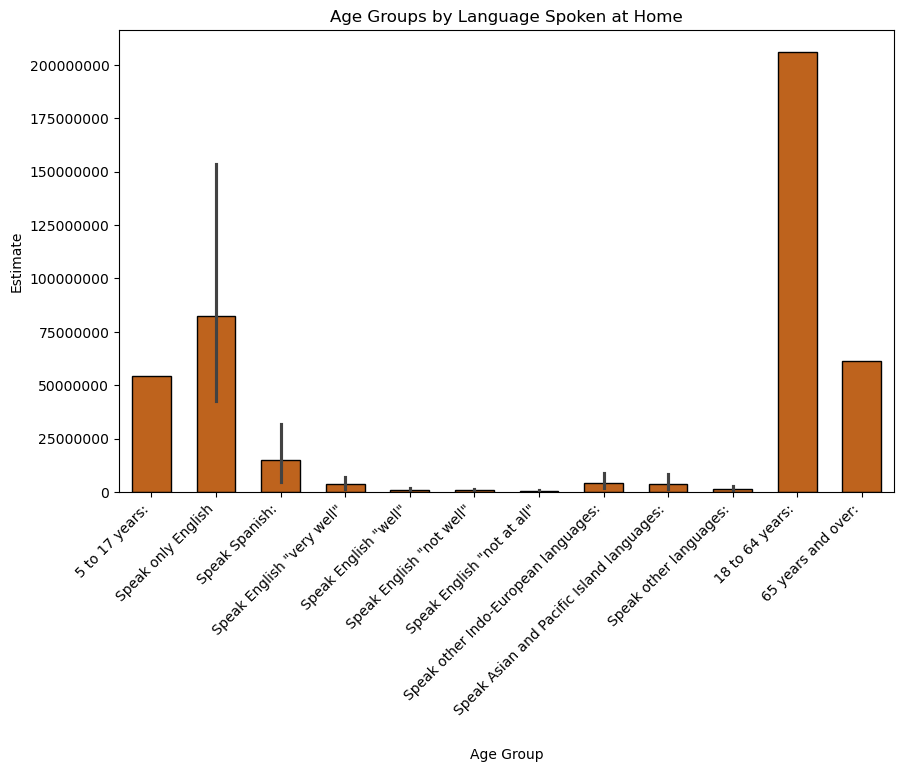 Age Groups by Language Spoken at Home
200000000
175000000
150000000
125000000
100000000
75000000
50000000
25000000
0
Estimate
5 to 17 years:
Speak only English
Speak Spanish:
Speak English "very well"
Speak English "well"
Speak English "not well"
Speak English "not at all"
Speak other Indo-European languages:
Speak Asian and Pacific Island languages:
Speak other languages:
18 to 64 years:
65 years and over:
Age Group